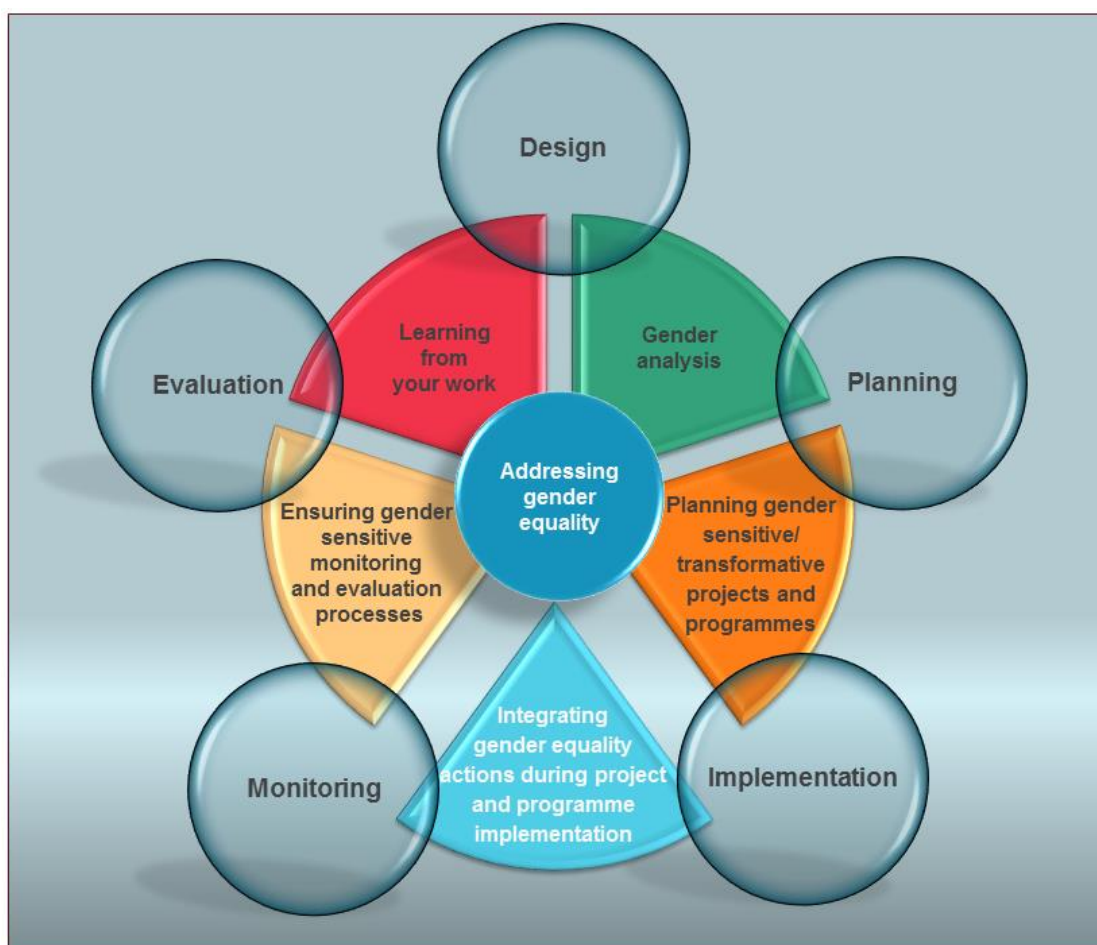 Design
Learning
from
your work
Gender
analysis
Evaluation
Planning
Addressing
gender
equality
Ensuring gender
sensitive
monitoring
and evaluation
processes
Planning gender
sensitive/
transformative
projects and
programmes
Integrating
gender equality
actions during project
and programme
implementation
Monitoring
Implementation